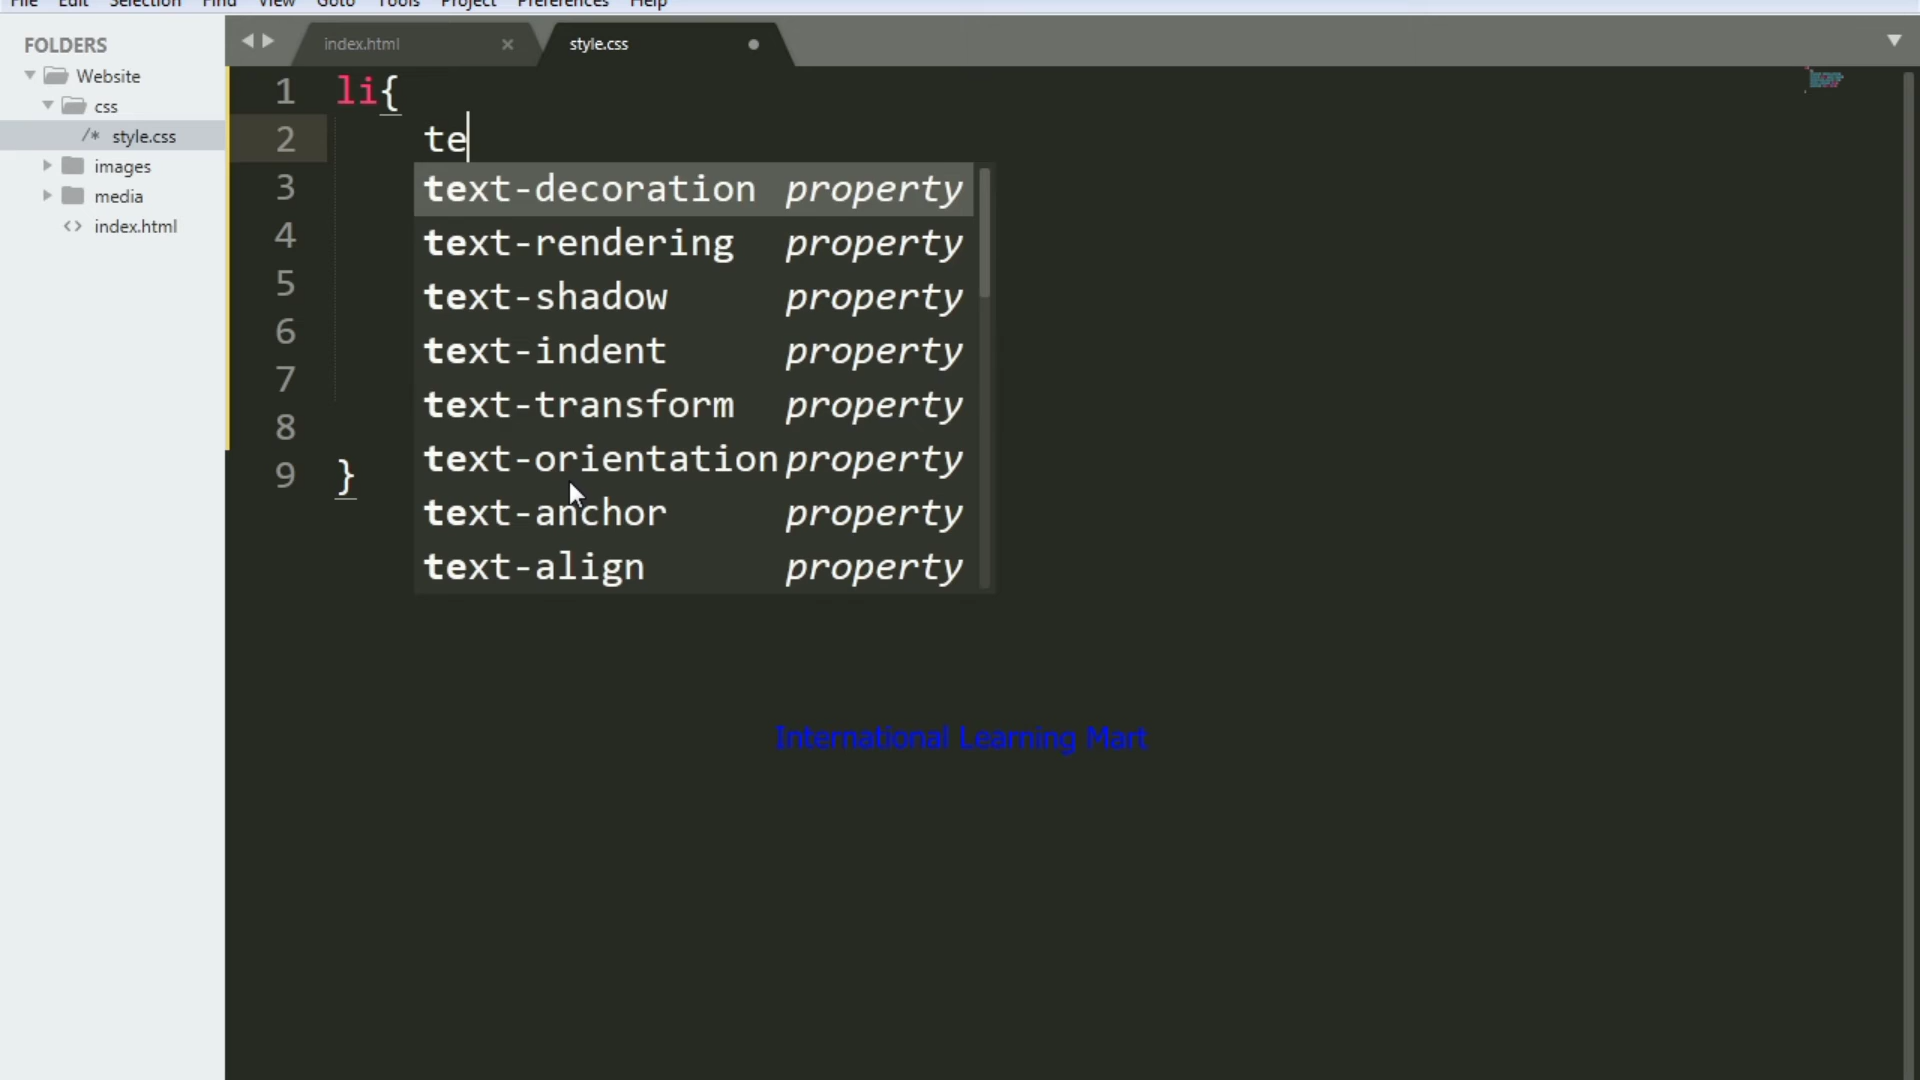 File Edit Selection Find View Goto Tools Project Preferences Help
FOLDERS
Website
css
/* style.css
images
media
<> index.html
index.html ×
style.css
1 li{
2 te
3
4
5
6
7
8
9 }
text-decoration property
text-rendering property
text-shadow property
text-indent property
text-transform property
text-orientation property
text-anchor property
text-align property
International Learning Mart